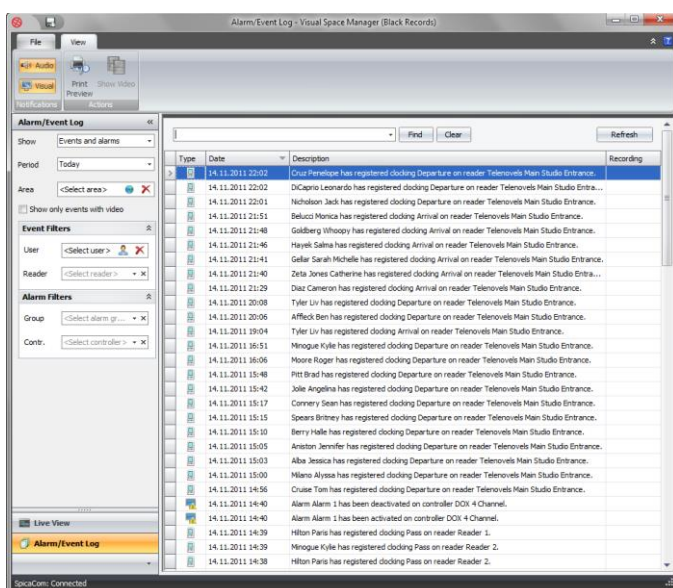 Alarm/Event Log - Visual Space Manager (Black Records)
File View
Audio
Visual
Print Preview
Show Video
Notifications
Actions
Alarm/Event Log
Show Events and alarms
Period Today
Area <Select area>
Show only events with video
Event Filters
User <Select user>
Reader <Select reader>
Alarm Filters
Group <Select alarm gr...
Contr. <Select controller>
Live View
Alarm/Event Log
Find Clear Refresh
Type Date Description Recording
14.11.2011 22:02 Cruz Penelope has registered clocking Departure on reader Telenovels Main Studio Entrance.
14.11.2011 22:02 DiCaprio Leonardo has registered clocking Departure on reader Telenovels Main Studio Entra...
14.11.2011 22:01 Nicholson Jack has registered clocking Departure on reader Telenovels Main Studio Entrance.
14.11.2011 21:51 Belucci Monica has registered clocking Arrival on reader Telenovels Main Studio Entrance.
14.11.2011 21:48 Goldberg Whoopy has registered clocking Arrival on reader Telenovels Main Studio Entrance.
14.11.2011 21:46 Hayek Salma has registered clocking Arrival on reader Telenovels Main Studio Entrance.
14.11.2011 21:41 Gellar Sarah Michelle has registered clocking Arrival on reader Telenovels Main Studio Entrance.
14.11.2011 21:40 Zeta Jones Catherine has registered clocking Arrival on reader Telenovels Main Studio Entra...
14.11.2011 21:29 Diaz Cameron has registered clocking Arrival on reader Telenovels Main Studio Entrance.
14.11.2011 20:08 Tyler Liv has registered clocking Departure on reader Telenovels Main Studio Entrance.
14.11.2011 20:06 Affleck Ben has registered clocking Departure on reader Telenovels Main Studio Entrance.
14.11.2011 19:04 Tyler Liv has registered clocking Arrival on reader Telenovels Main Studio Entrance.
14.11.2011 16:51 Minogue Kylie has registered clocking Departure on reader Telenovels Main Studio Entrance.
14.11.2011 16:06 Moore Roger has registered clocking Departure on reader Telenovels Main Studio Entrance.
14.11.2011 15:48 Pitt Brad has registered clocking Departure on reader Telenovels Main Studio Entrance.
14.11.2011 15:42 Jolie Angelina has registered clocking Departure on reader Telenovels Main Studio Entrance.
14.11.2011 15:17 Connery Sean has registered clocking Departure on reader Telenovels Main Studio Entrance.
14.11.2011 15:15 Spears Britney has registered clocking Departure on reader Telenovels Main Studio Entrance.
14.11.2011 15:10 Berry Halle has registered clocking Departure on reader Telenovels Main Studio Entrance.
14.11.2011 15:05 Aniston Jennifer has registered clocking Departure on reader Telenovels Main Studio Entrance.
14.11.2011 15:03 Alba Jessica has registered clocking Departure on reader Telenovels Main Studio Entrance.
14.11.2011 15:00 Milano Alyssa has registered clocking Departure on reader Telenovels Main Studio Entrance.
14.11.2011 14:56 Cruise Tom has registered clocking Departure on reader Telenovels Main Studio Entrance.
14.11.2011 14:40 Alarm Alarm 1 has been deactivated on controller DOX 4 Channel.
14.11.2011 14:40 Alarm Alarm 1 has been activated on controller DOX 4 Channel.
14.11.2011 14:39 Hilton Paris has registered clocking Pass on reader Reader 1.
14.11.2011 14:39 Minogue Kylie has registered clocking Pass on reader Reader 2.
14.11.2011 14:38 Hilton Paris has registered clocking Pass on reader Reader 2.
SpicaCom: Connected